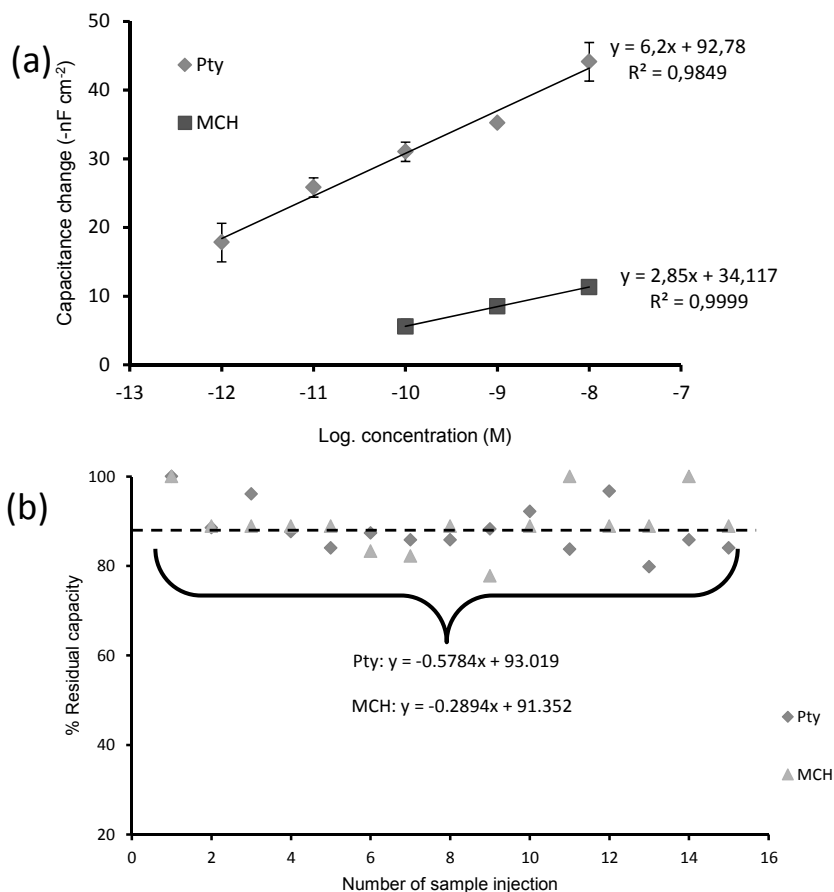 (a)
Capacitance change (-nF cm⁻²)
50
40
30
20
10
0
Pty
MCH
y = 6,2x + 92,78
R² = 0,9849
y = 2,85x + 34,117
R² = 0,9999
-13 -12 -11 -10 -9 -8 -7
Log. concentration (M)
(b)
% Residual capacity
100
80
60
40
20
Pty: y = -0.5784x + 93.019
MCH: y = -0.2894x + 91.352
Pty
MCH
0 2 4 6 8 10 12 14 16
Number of sample injection